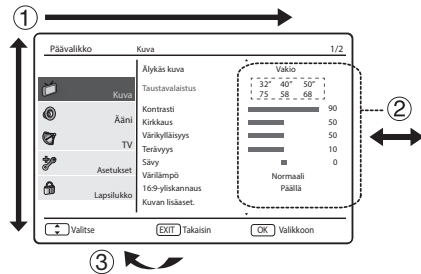 ①
Päävalikko Kuva 1/2
Älykäs kuva Vakio
Taustavalaistus 32" 40" 50"
75 58 68
Kuva
Ääni
TV
Asetukset
Lapsilukko
Kontrasti 90
Kirkkaus 50
Värikylläisyys 50
Terävyys 10
Sävy 0
Värilämpö Normaali
16:9-yliskannaus Päällä
Kuvan lisäaset.
②
Valitse EXIT Takaisin OK Valikkoon
③